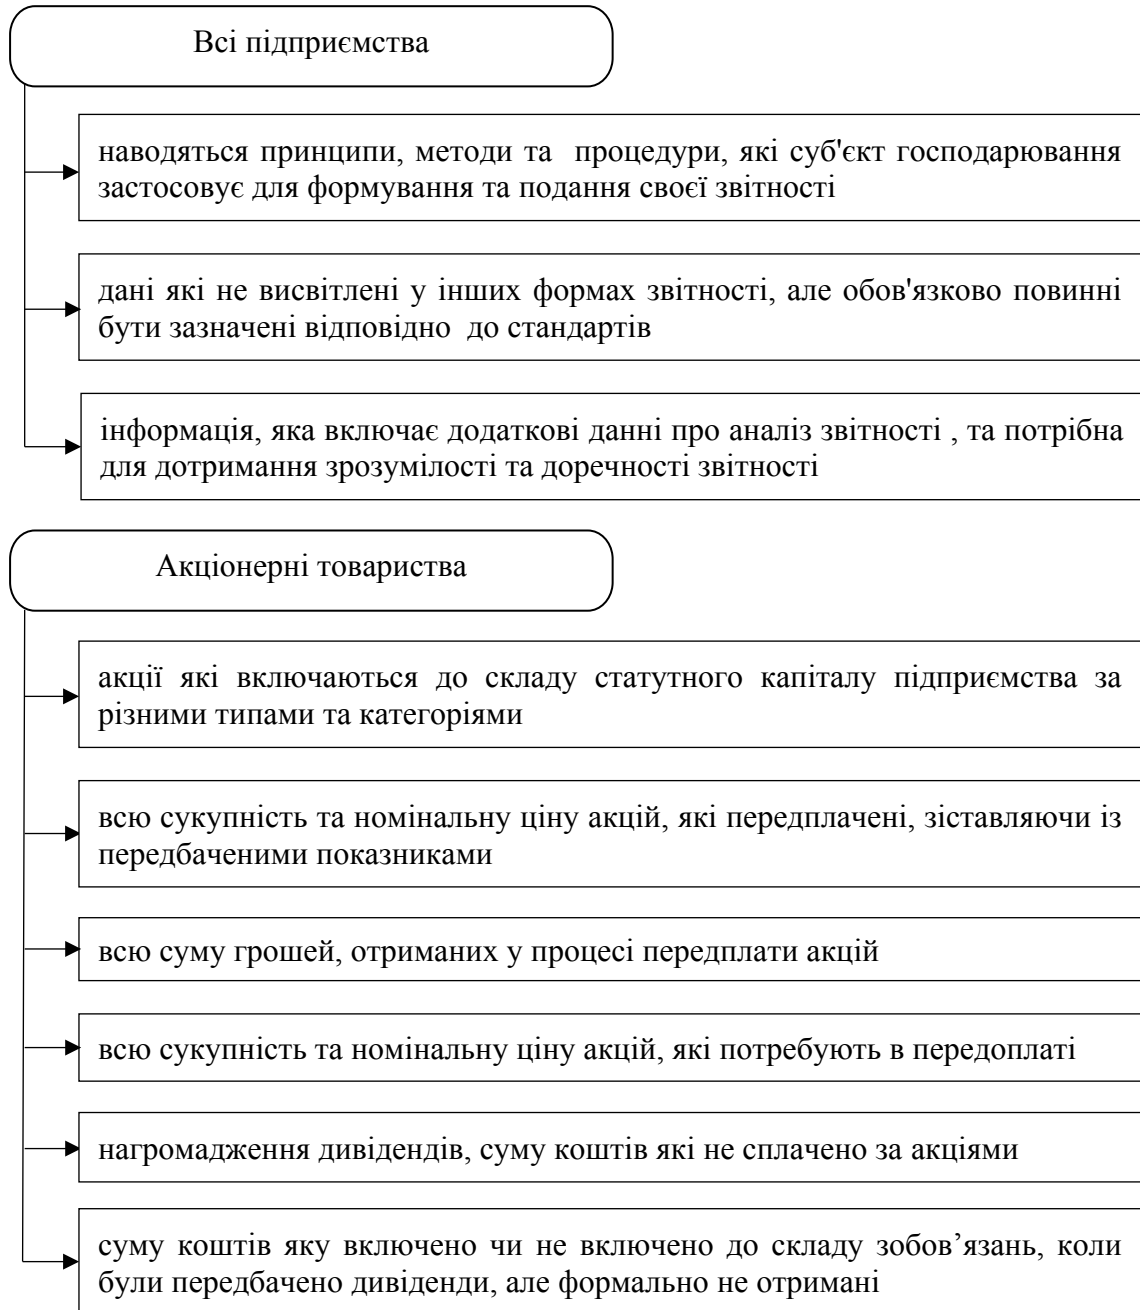 Всі підприємства
наводяться принципи, методи та процедури, які суб'єкт господарювання
застосовує для формування та подання своєї звітності
дані які не висвітлені у інших формах звітності, але обов'язково повинні
бути зазначені відповідно до стандартів
інформація, яка включає додаткові данні про аналіз звітності , та потрібна
для дотримання зрозумілості та доречності звітності
Акціонерні товариства
акції які включаються до складу статутного капіталу підприємства за
різними типами та категоріями
всю сукупність та номінальну ціну акцій, які передплачені, зіставляючи із
передбаченими показниками
всю суму грошей, отриманих у процесі передплати акцій
всю сукупність та номінальну ціну акцій, які потребують в передоплаті
нагромадження дивідендів, суму коштів які не сплачено за акціями
суму коштів яку включено чи не включено до складу зобов’язань, коли
були передбачено дивіденди, але формально не отримані